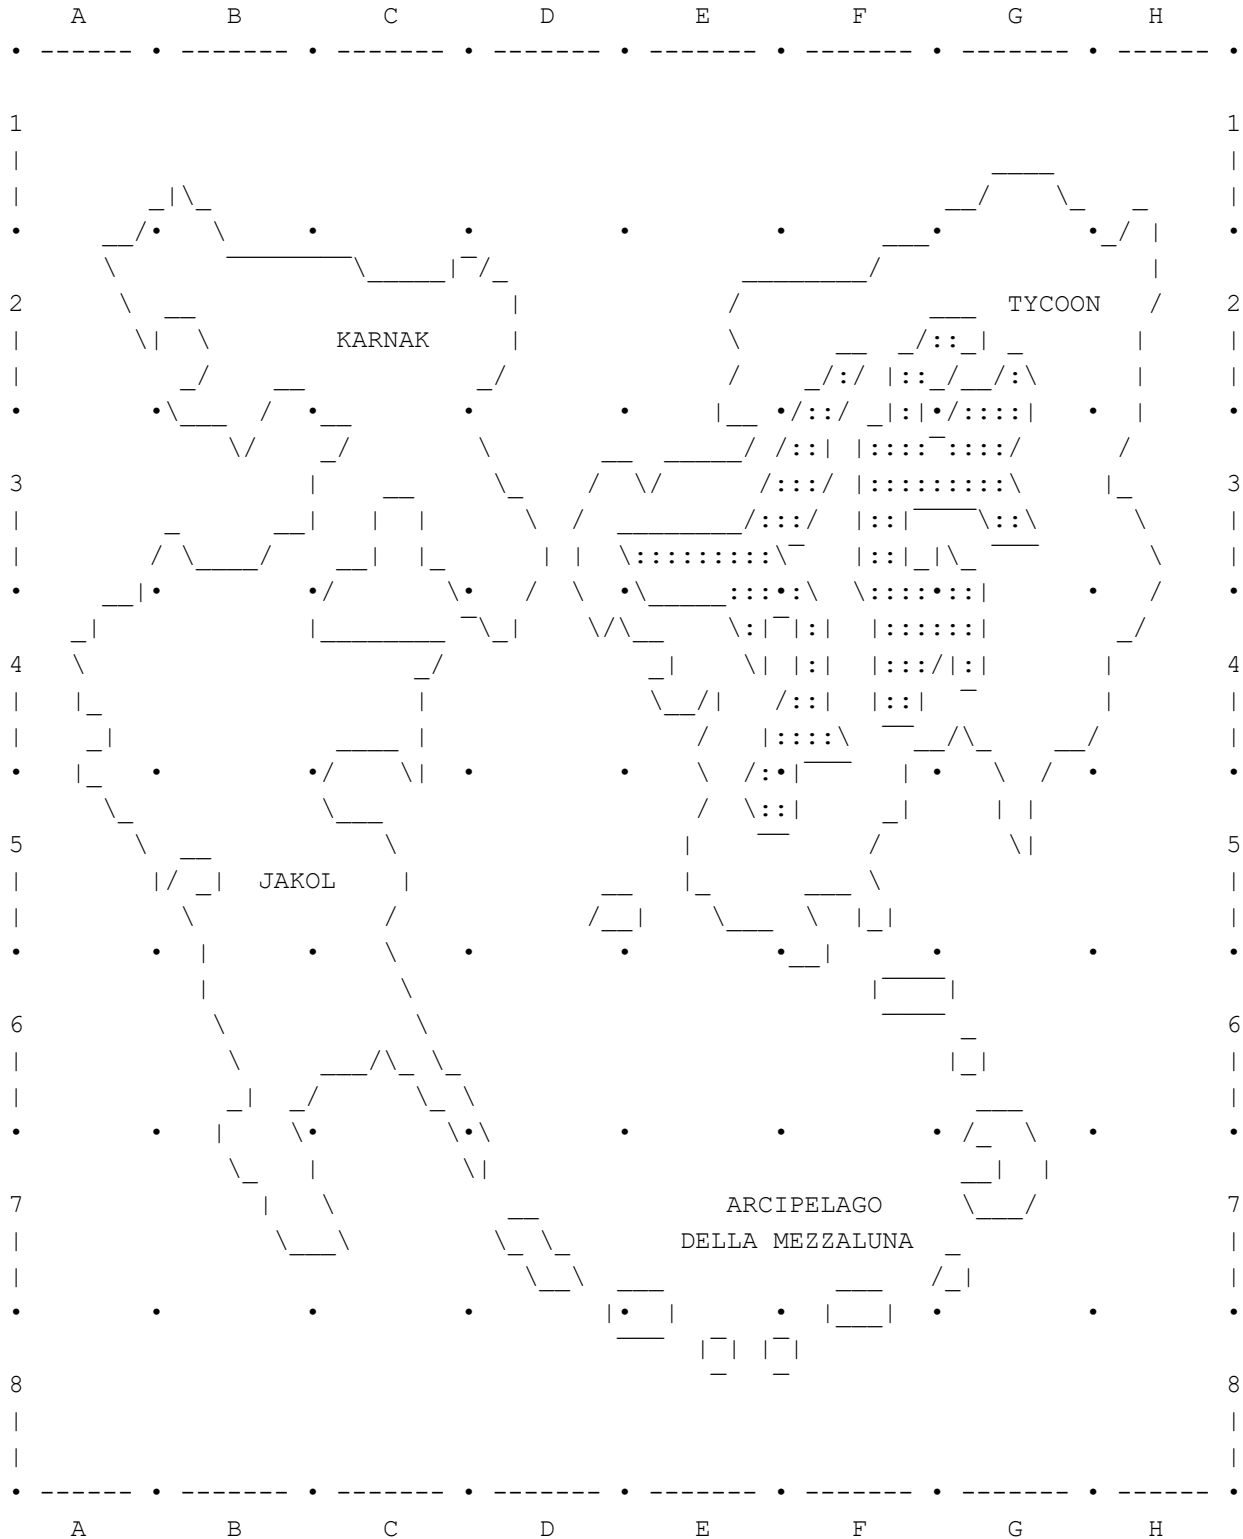 A B C D E F G H
1 1
2 TYCOON 2
KARNAK
3 3
4 4
5 5
JAKOL
6 6
7 ARCIPELAGO 7
DELLA MEZZALUNA
8 8
A B C D E F G H